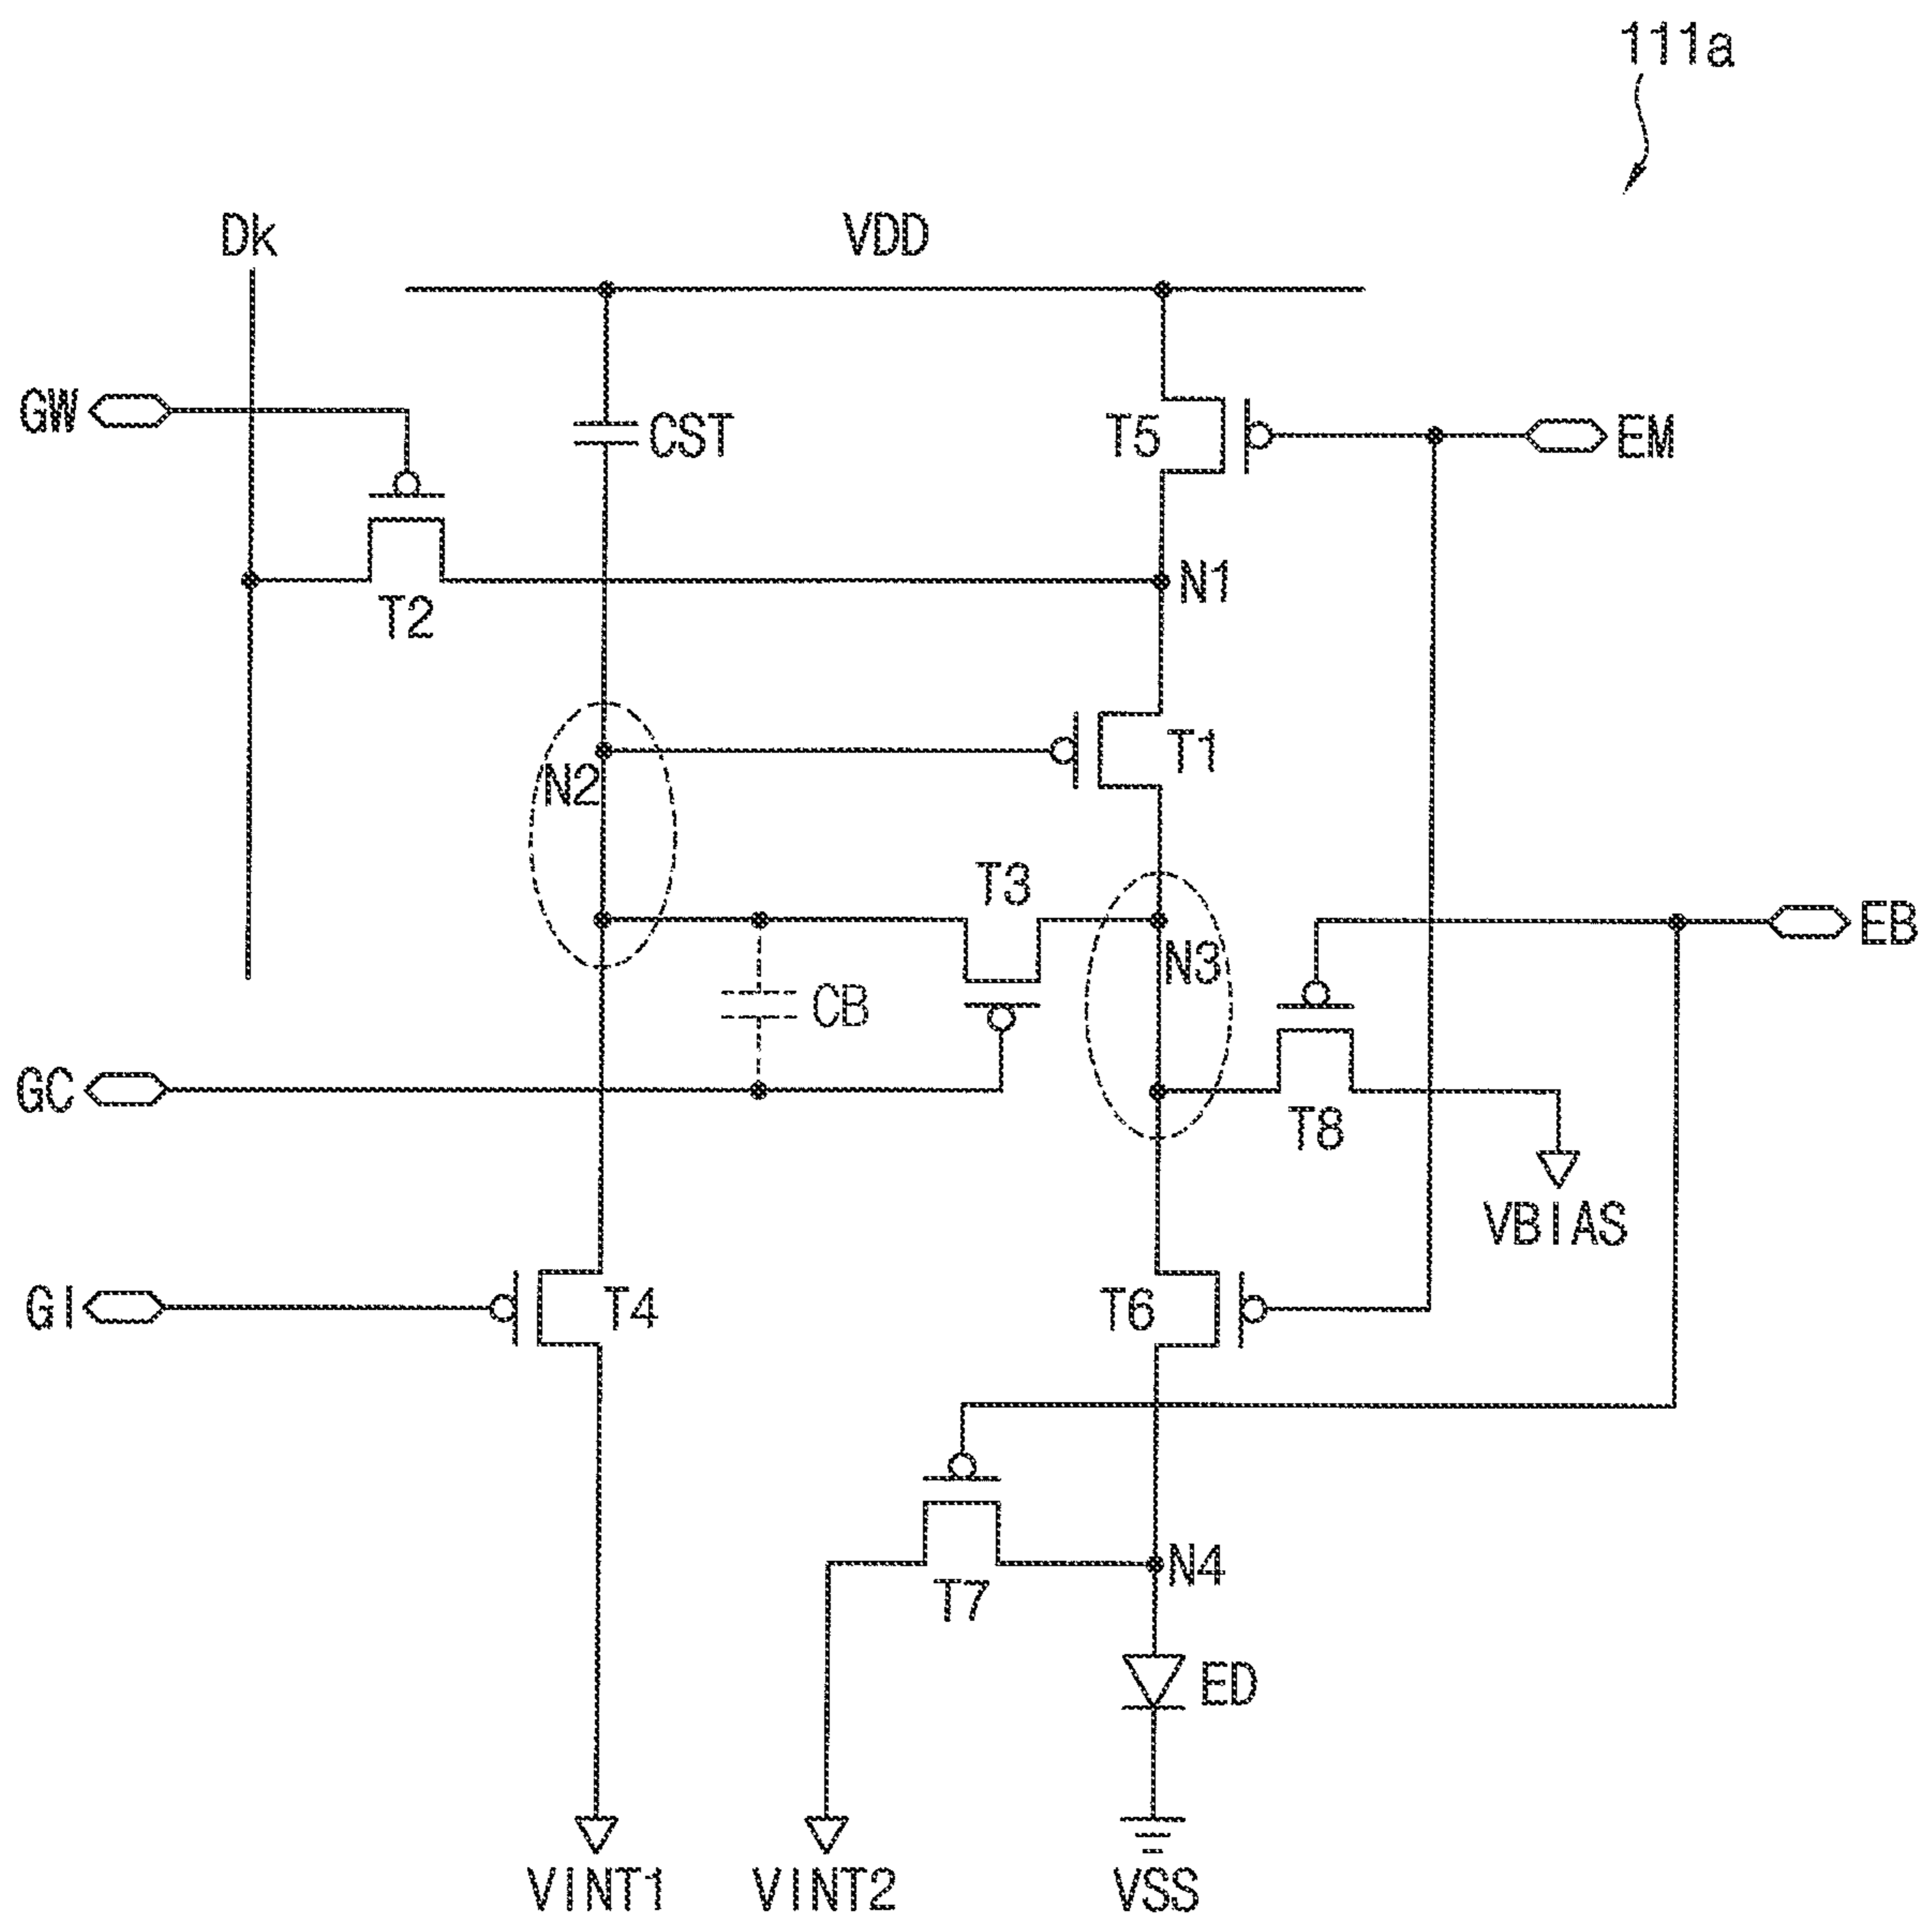 111a
Dk
VDD
GW
CST
T5
EM
T2
N1
N2
T1
T3
EB
N3
CB
GC
T8
VBIAS
GI
T4
T6
N4
T7
ED
VINT1
VINT2
VSS